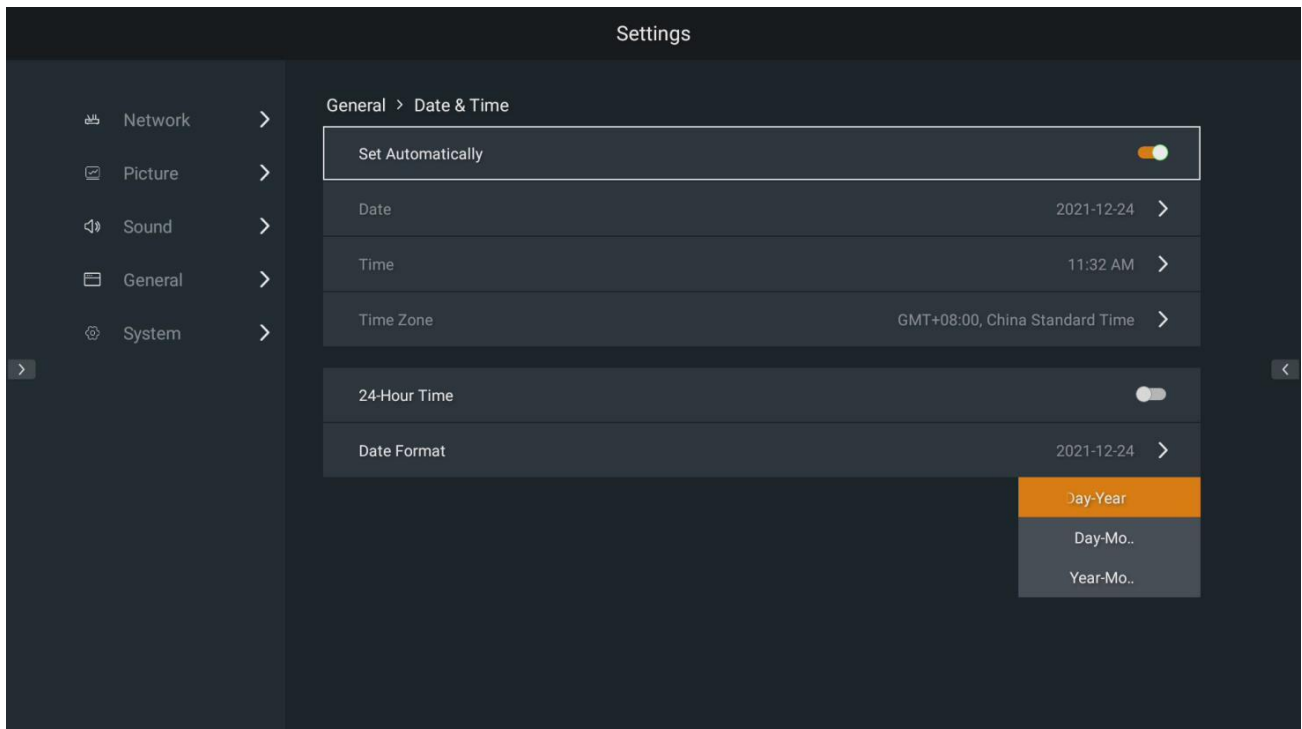 Settings
Network
Picture
Sound
General
System
General > Date & Time
Set Automatically
Date 2021-12-24
Time 11:32 AM
Time Zone GMT+08:00, China Standard Time
24-Hour Time
Date Format 2021-12-24
Day-Year
Day-Mo..
Year-Mo..